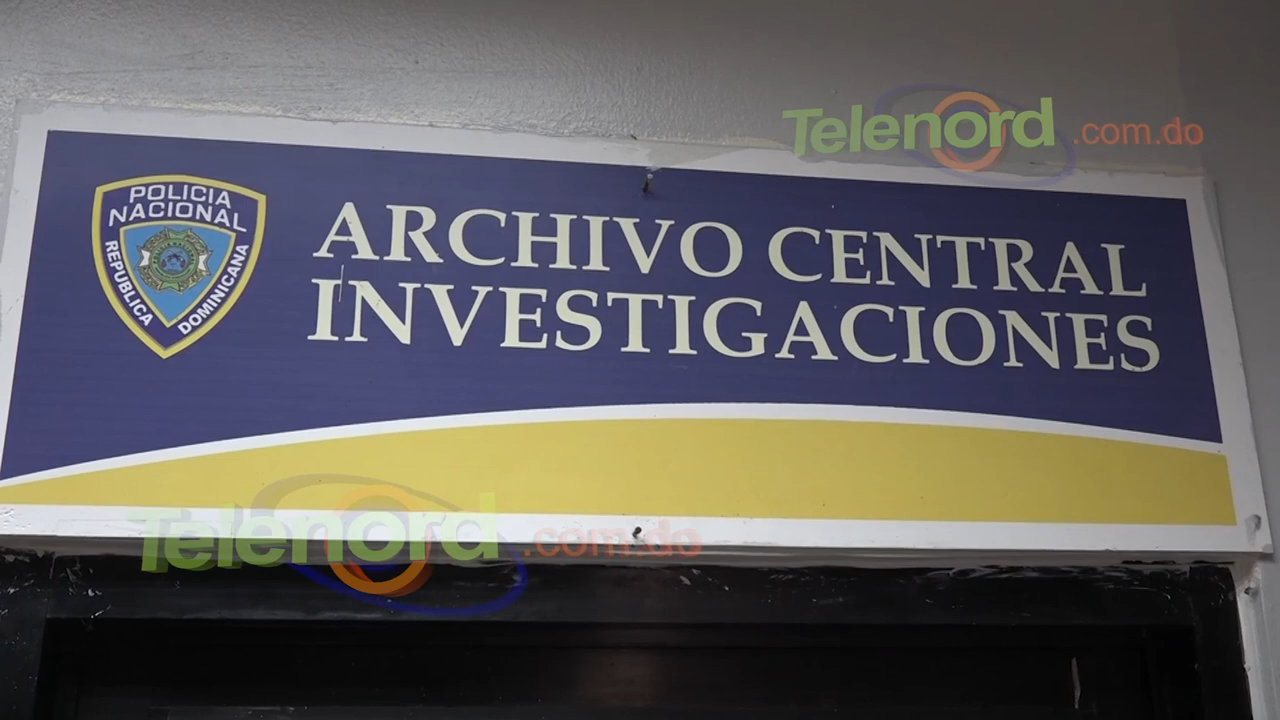 Telenord.com.do
POLICIA
NACIONAL
REPUBLICA
DOMINICANA
ARCHIVO CENTRAL
INVESTIGACIONES
Telenord.com.do